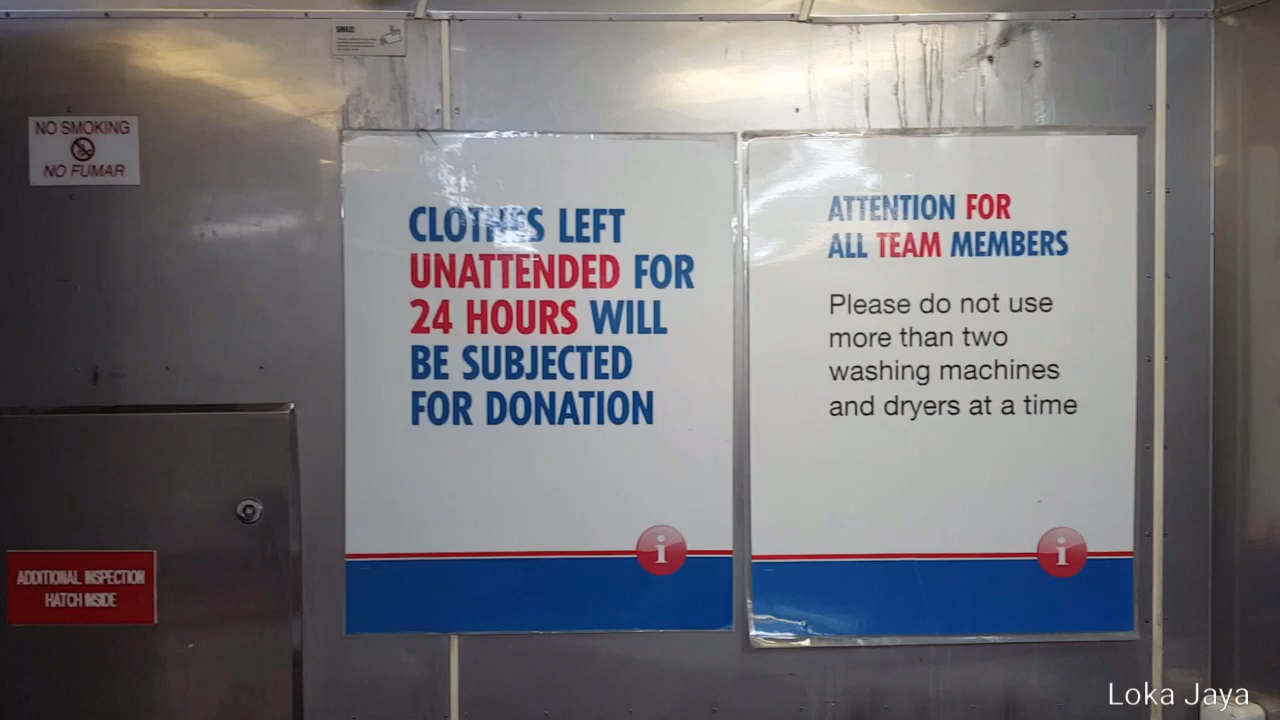 SMILE!
NO SMOKING
NO FUMAR
CLOTHES LEFT
UNATTENDED FOR
24 HOURS WILL
BE SUBJECTED
FOR DONATION
ATTENTION FOR
ALL TEAM MEMBERS
Please do not use
more than two
washing machines
and dryers at a time
ADDITIONAL INSPECTION
HATCH INSIDE
Loka Jaya